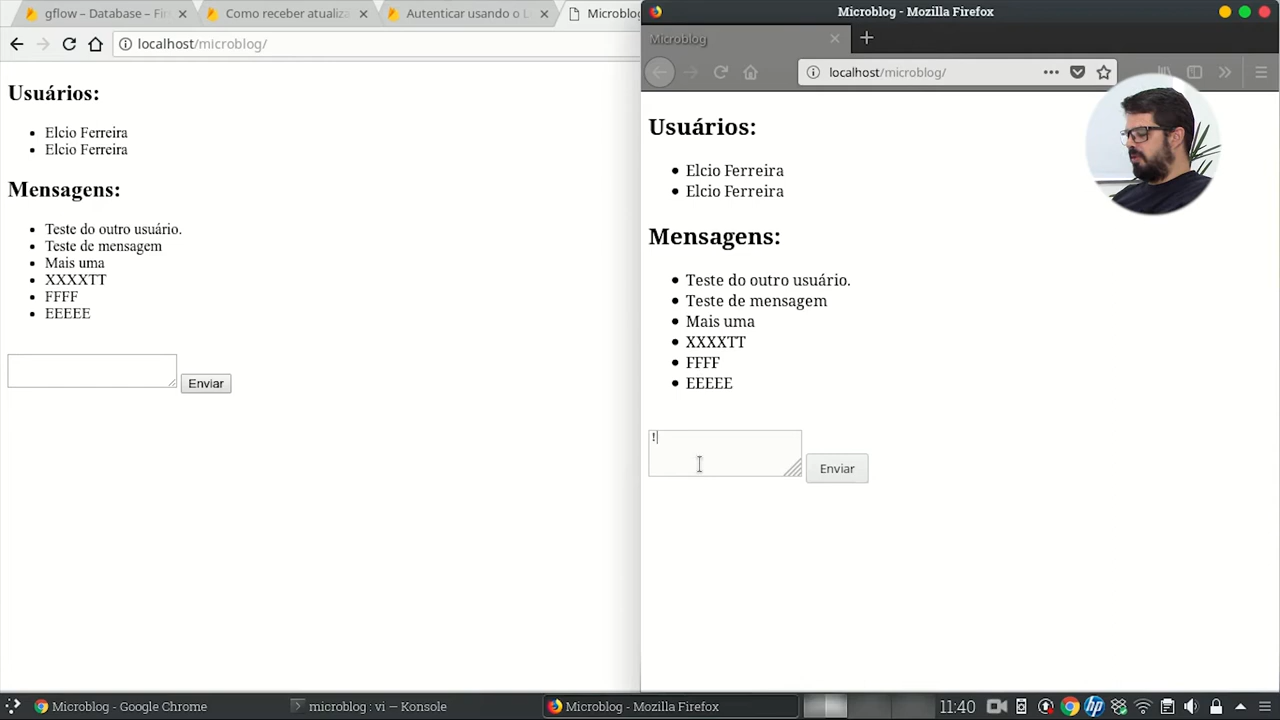 gflow – Database – Fi
Como receber atualiza
Autenticar usando o L
Microblog
localhost/microblog/
Usuários:
Elcio Ferreira
Elcio Ferreira
Mensagens:
Teste do outro usuário.
Teste de mensagem
Mais uma
XXXXTT
FFFF
EEEEE
Enviar
Microblog - Mozilla Firefox
Microblog
localhost/microblog/
Usuários:
Elcio Ferreira
Elcio Ferreira
Mensagens:
Teste do outro usuário.
Teste de mensagem
Mais uma
XXXXTT
FFFF
EEEEE
!
Enviar
Microblog - Google Chrome
microblog : vi — Konsole
Microblog - Mozilla Firefox
hp
11:40